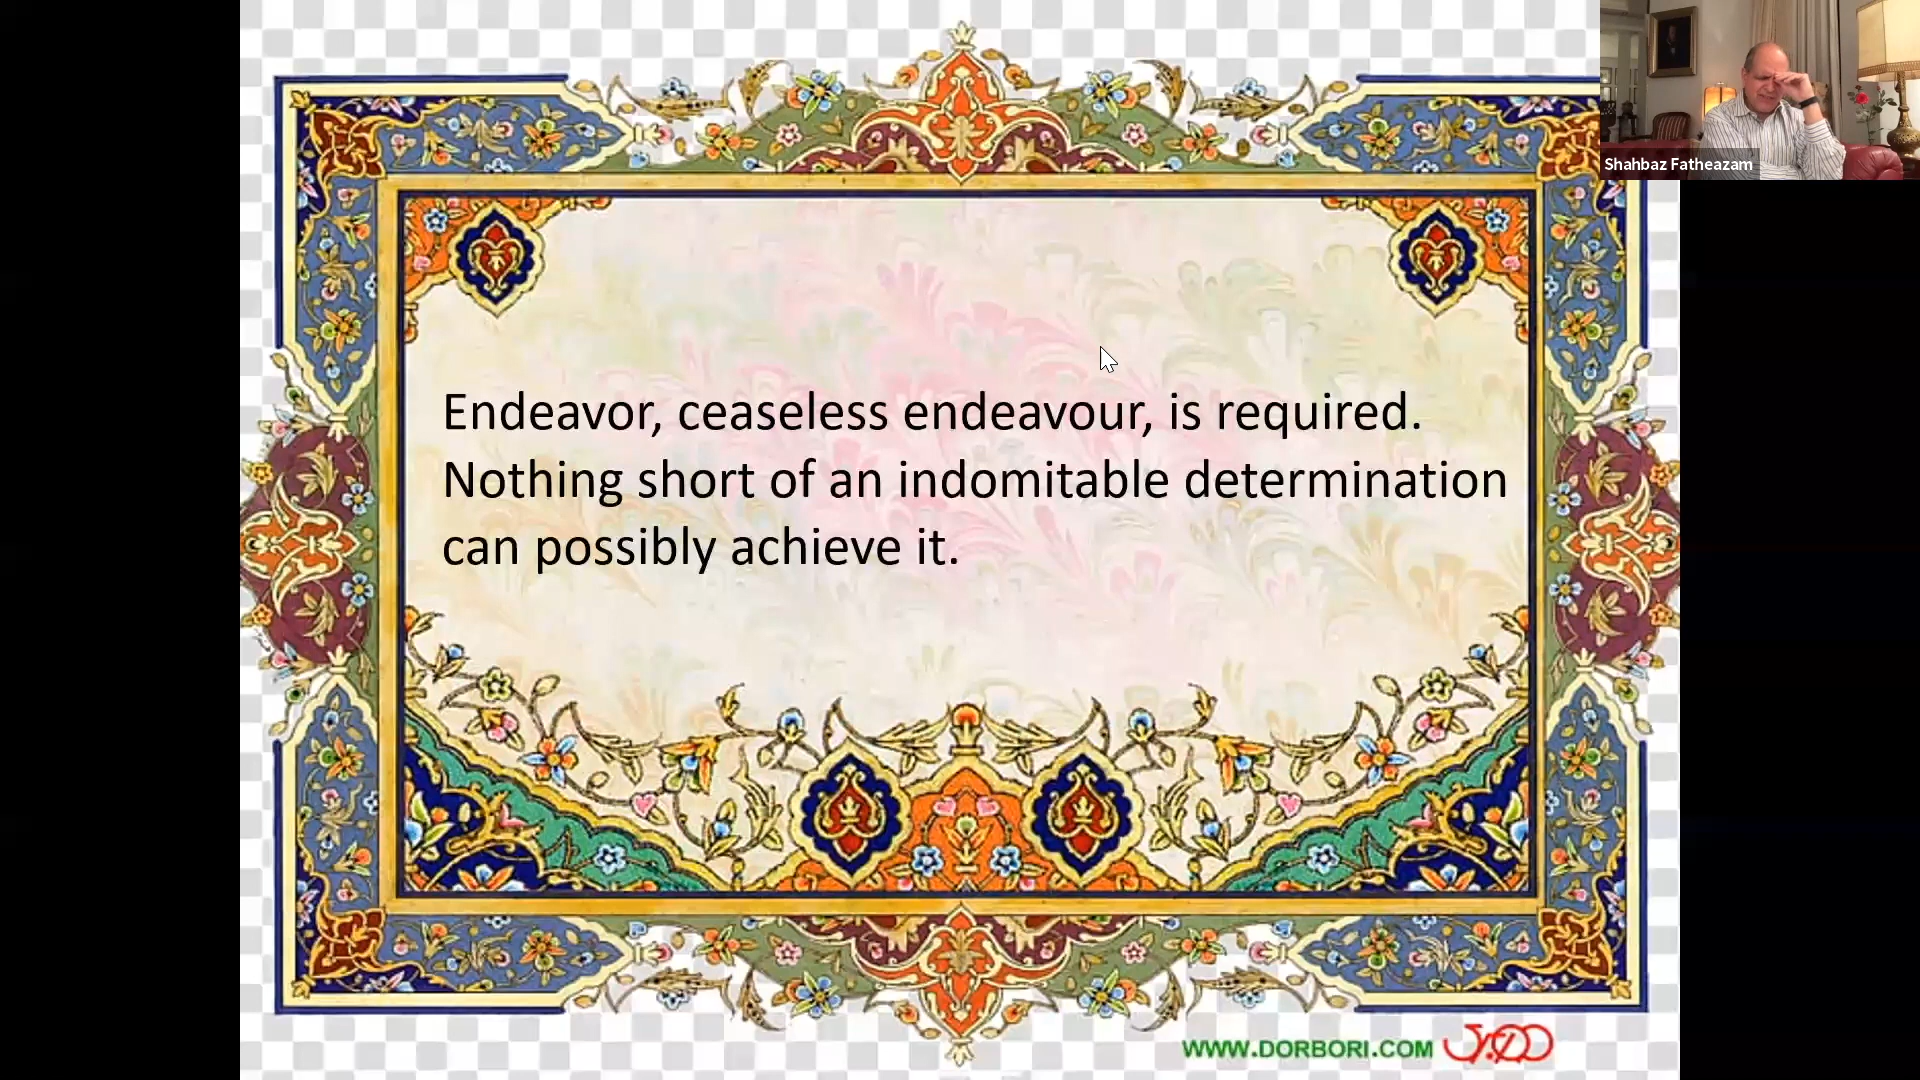 Shahbaz Fatheazam
Endeavor, ceaseless endeavour, is required.
Nothing short of an indomitable determination
can possibly achieve it.
WWW.DORBORI.COM